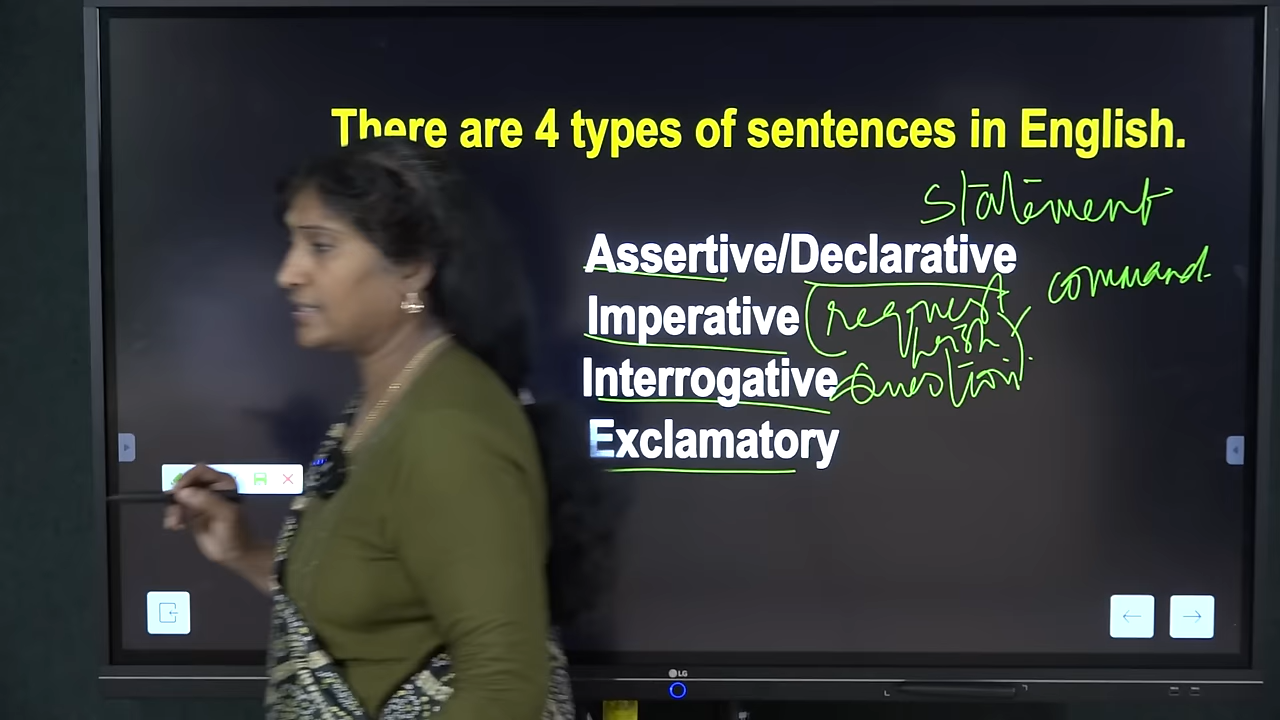 There are 4 types of sentences in English.
statement
Assertive/Declarative
command.
Imperative (request
wish)
Interrogative Question
Exclamatory
LG